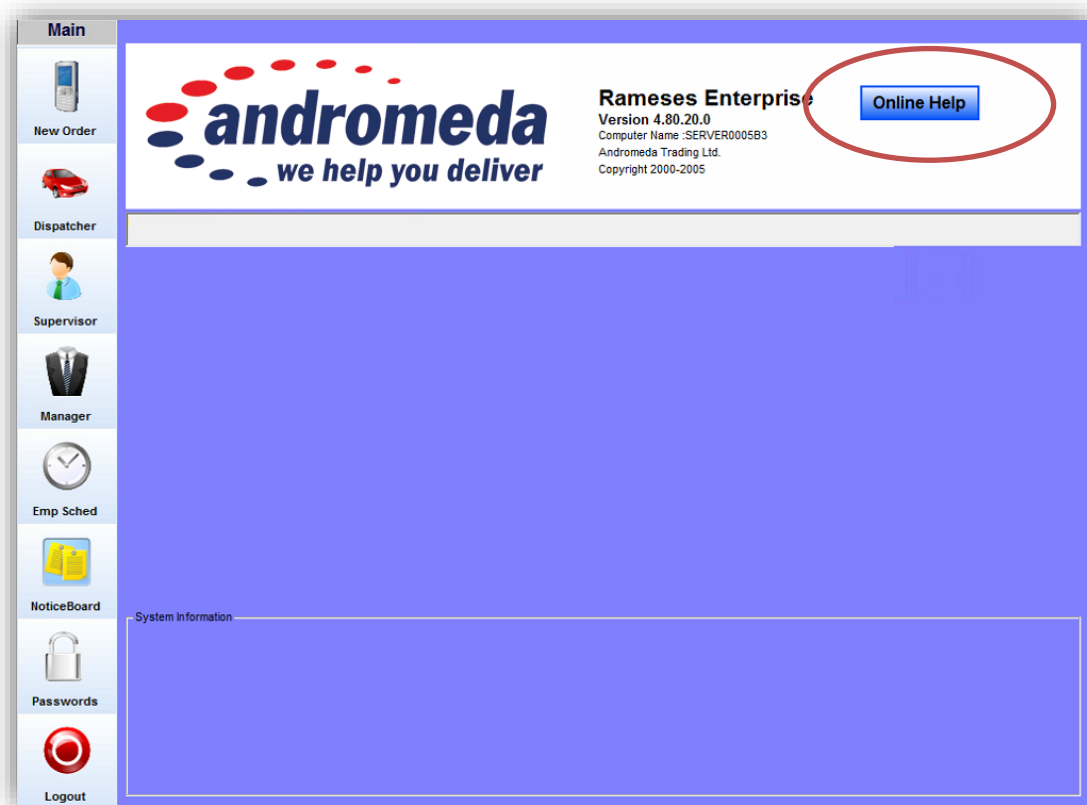 Main
New Order
Dispatcher
Supervisor
Manager
Emp Sched
NoticeBoard
Passwords
Logout
andromeda
we help you deliver
Rameses Enterprise
Version 4.80.20.0
Computer Name :SERVER0005B3
Andromeda Trading Ltd.
Copyright 2000-2005
Online Help
System Information